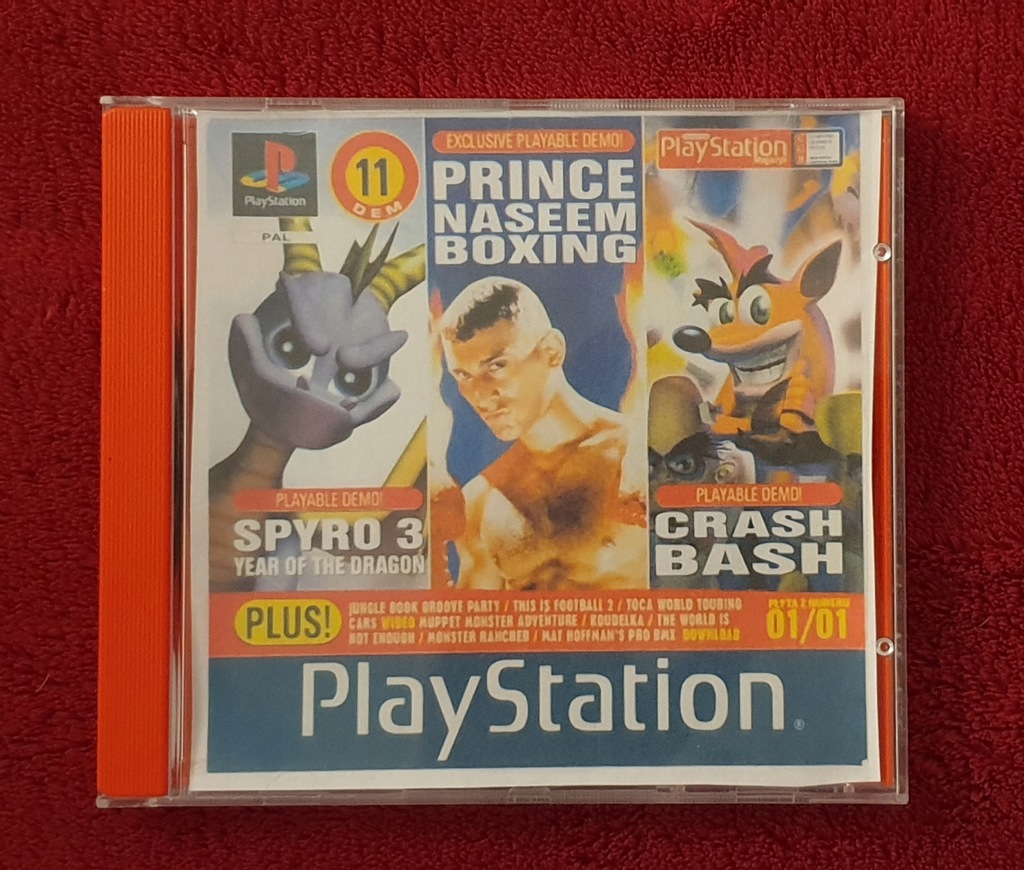 PlayStation
PAL
11
DEM
EXCLUSIVE PLAYABLE DEMO!
PRINCE
NASEEM
BOXING
PlayStation
Magazyn
PLAYABLE DEMO!
SPYRO 3
YEAR OF THE DRAGON
PLAYABLE DEMO!
CRASH
BASH
PLUS!
JUNGLE BOOK GROOVE PARTY / THIS IS FOOTBALL 2 / TOCA WORLD TOURING
CARS VIDEO MUPPET MONSTER ADVENTURE / KOUDELKA / THE WORLD IS
NOT ENOUGH / MONSTER RANCHED / MAT HOFFMAN'S PRO BMX DOWNLOAD
PŁYTA Z NUMERU
01/01
PlayStation®